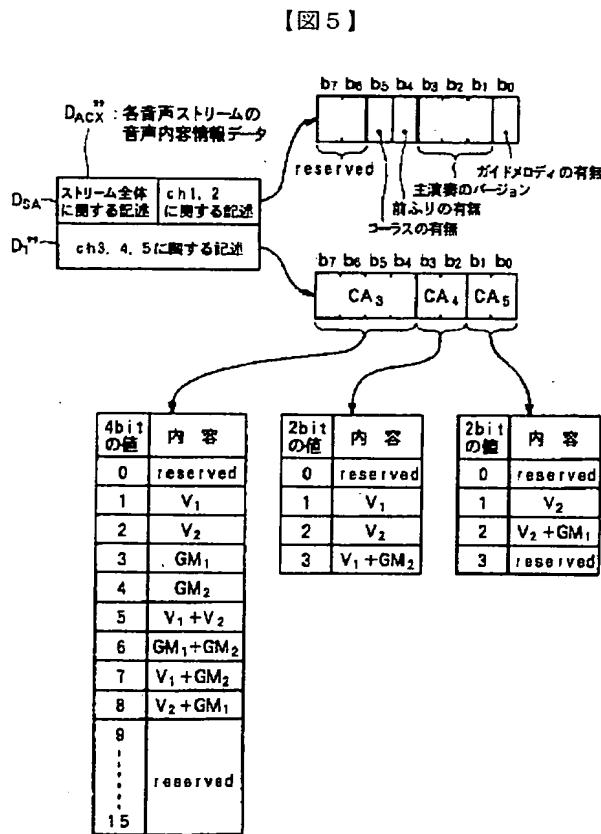 【図5】
D_ACX”：各音声ストリームの
音声内容情報データ
b7 b6 b5 b4 b3 b2 b1 b0
reserved
ガイドメロディの有無
主演奏のバージョン
前ふりの有無
コーラスの有無
D_SA
ストリーム全体
に関する記述
ch1, 2
に関する記述
D_1”
ch3, 4, 5に関する記述
b7 b6 b5 b4 b3 b2 b1 b0
CA3 CA4 CA5
4bit
の値 内容
0 reserved
1 V1
2 V2
3 GM1
4 GM2
5 V1+V2
6 GM1+GM2
7 V1+GM2
8 V2+GM1
9
15
reserved
2bit
の値 内容
0 reserved
1 V1
2 V2
3 V1+GM2
2bit
の値 内容
0 reserved
1 V2
2 V2+GM1
3 reserved